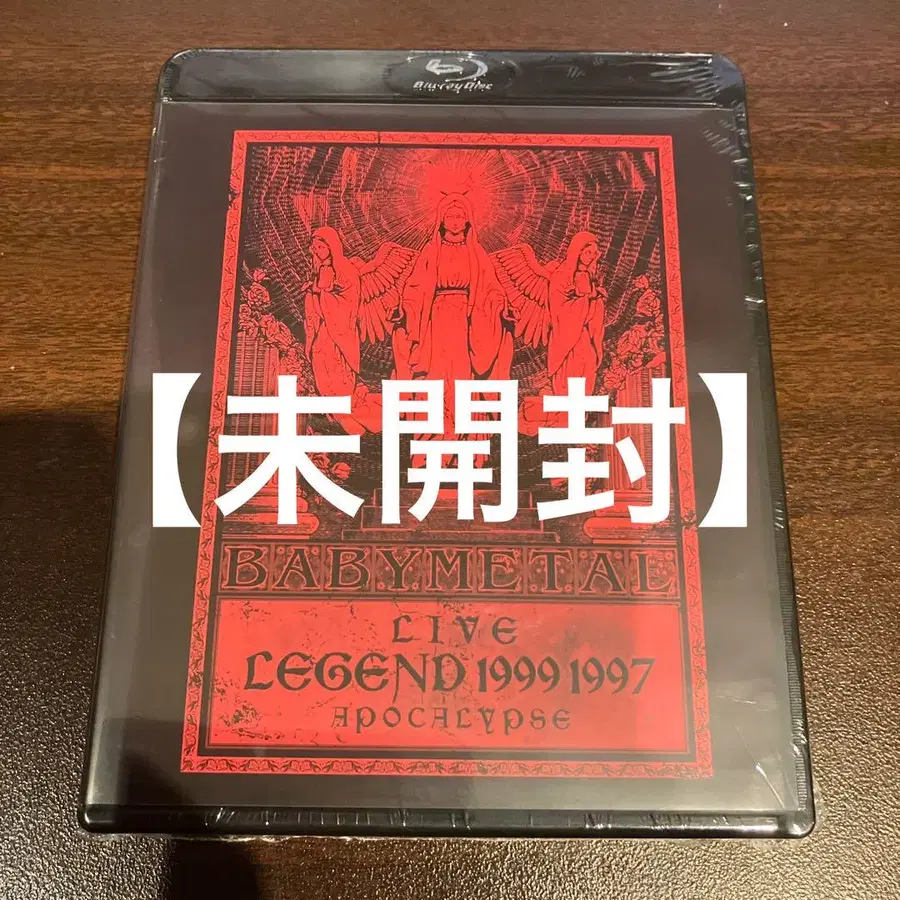 Blu-ray Disc
【未開封】
BABYMETAL
LIVE
LEGEND 1999 1997
APOCALYPSE